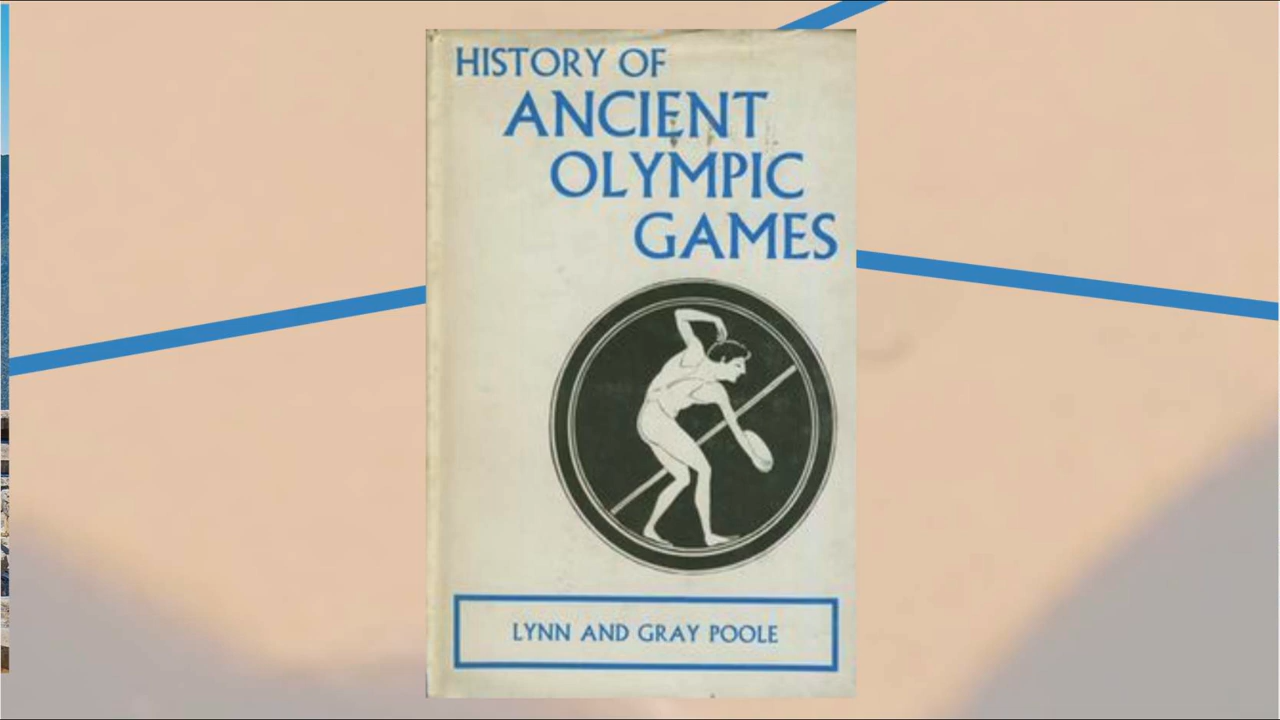 HISTORY OF
ANCIENT
OLYMPIC
GAMES
LYNN AND GRAY POOLE